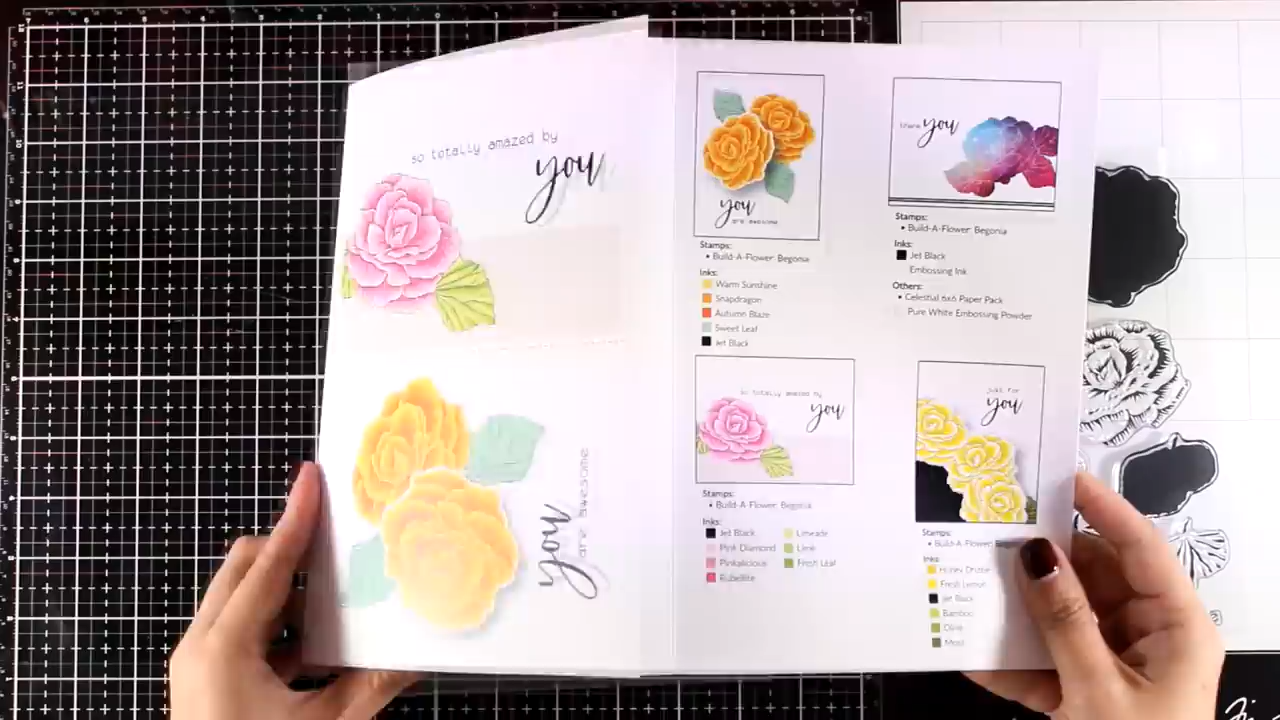 so totally amazed by
you
you
are awesome
you
are awesome
Stamps:
• Build-A-Flower: Begonia
Inks:
Warm Sunshine
Snapdragon
Autumn Blaze
Sweet Leaf
Jet Black
so totally amazed by
you
Stamps:
• Build-A-Flower: Begonia
Inks:
Jet Black
Pink Diamond
Pinkalicious
Rubellite
Limeade
Lime
Fresh Leaf
thank you
Stamps:
• Build-A-Flower: Begonia
Inks:
Jet Black
Embossing Ink
Others:
• Celestial 6x6 Paper Pack
Pure White Embossing Powder
just for
you
Stamps:
• Build-A-Flower:
Inks:
Fresh Lemon
Jet Black
Bamboo
Olive
Moss